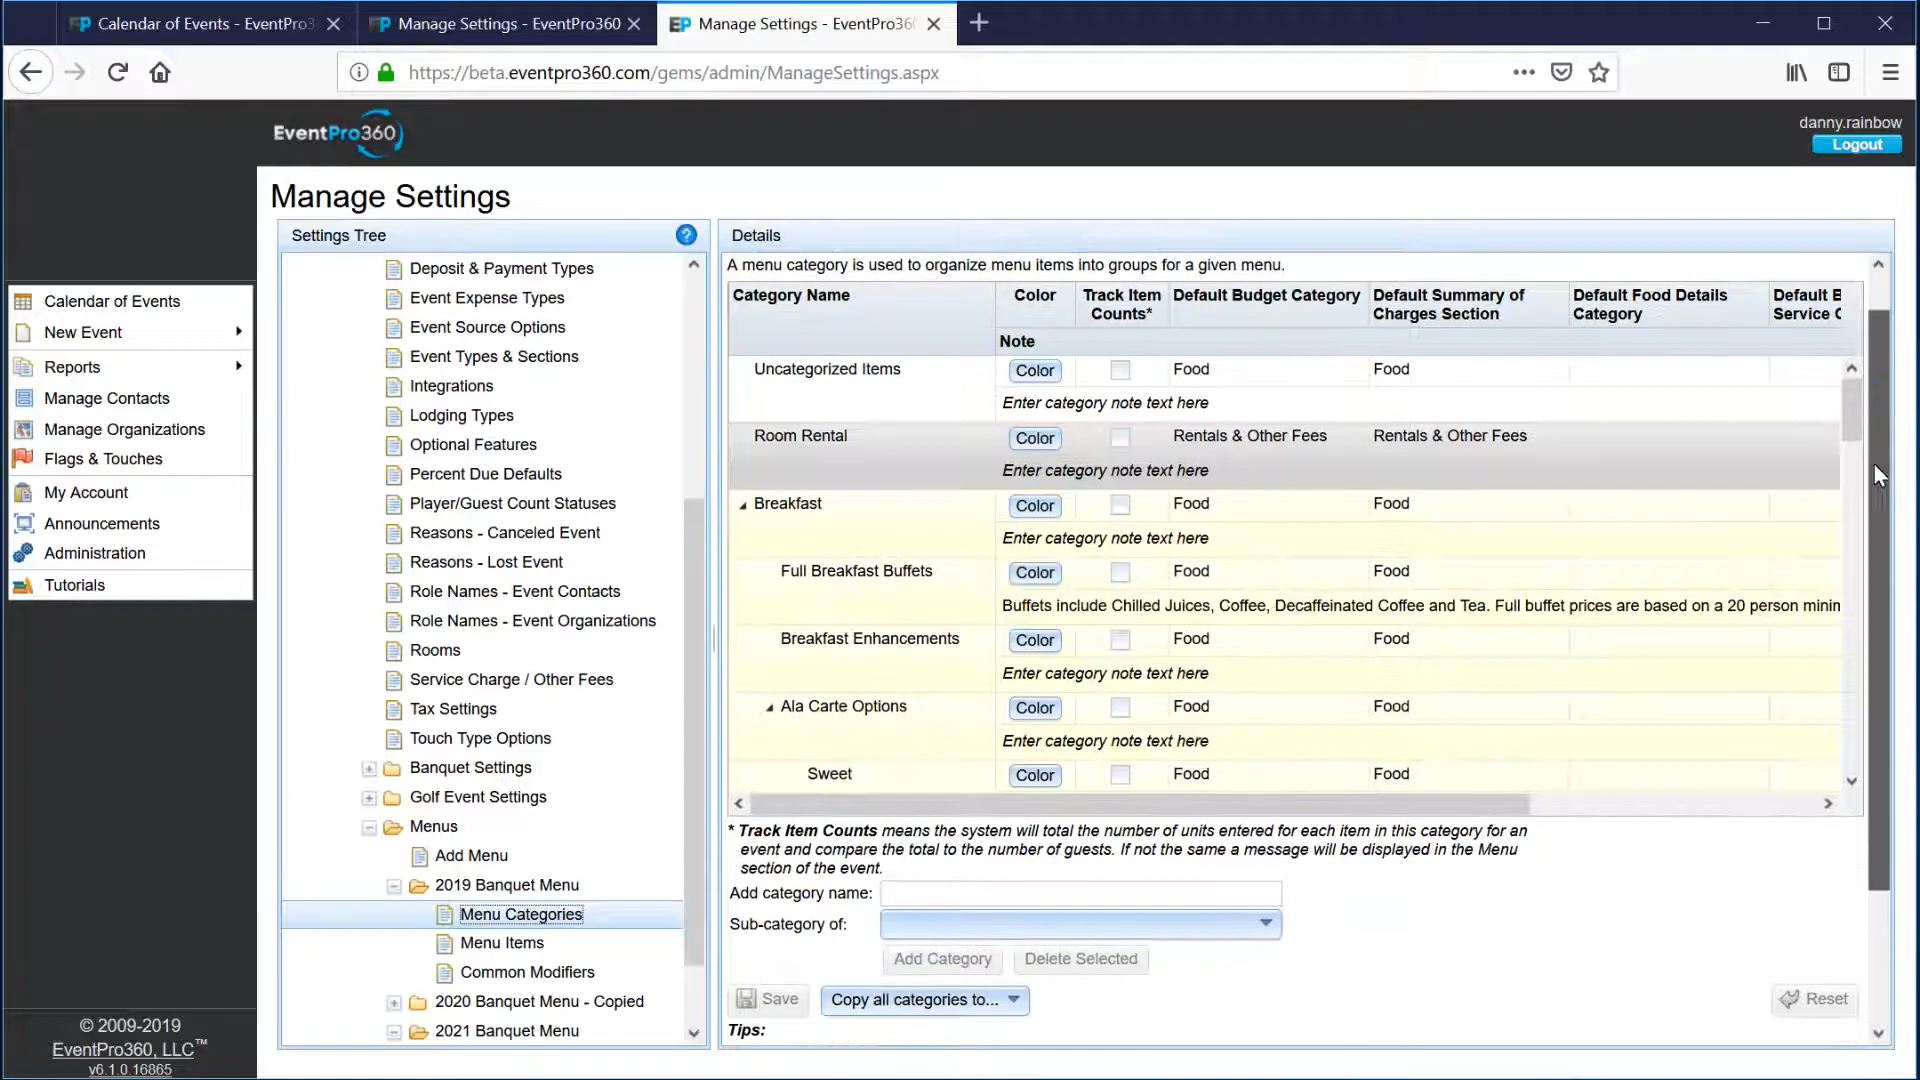 Calendar of Events - EventPro3
Manage Settings - EventPro360
Manage Settings - EventPro360
https://beta.eventpro360.com/gems/admin/ManageSettings.aspx
EventPro360
danny.rainbow
Logout
Manage Settings
Calendar of Events
New Event
Reports
Manage Contacts
Manage Organizations
Flags & Touches
My Account
Announcements
Administration
Tutorials
© 2009-2019
EventPro360, LLC™
v6.1.0.16865
Settings Tree
Deposit & Payment Types
Event Expense Types
Event Source Options
Event Types & Sections
Integrations
Lodging Types
Optional Features
Percent Due Defaults
Player/Guest Count Statuses
Reasons - Canceled Event
Reasons - Lost Event
Role Names - Event Contacts
Role Names - Event Organizations
Rooms
Service Charge / Other Fees
Tax Settings
Touch Type Options
Banquet Settings
Golf Event Settings
Menus
Add Menu
2019 Banquet Menu
Menu Categories
Menu Items
Common Modifiers
2020 Banquet Menu - Copied
2021 Banquet Menu
Details
A menu category is used to organize menu items into groups for a given menu.
Category Name Color Track Item Counts* Default Budget Category Default Summary of Charges Section Default Food Details Category Default B Service C
Note
Uncategorized Items Color Food Food
Enter category note text here
Room Rental Color Rentals & Other Fees Rentals & Other Fees
Enter category note text here
Breakfast Color Food Food
Enter category note text here
Full Breakfast Buffets Color Food Food
Buffets include Chilled Juices, Coffee, Decaffeinated Coffee and Tea. Full buffet prices are based on a 20 person minin
Breakfast Enhancements Color Food Food
Enter category note text here
Ala Carte Options Color Food Food
Enter category note text here
Sweet Color Food Food
* Track Item Counts means the system will total the number of units entered for each item in this category for an
event and compare the total to the number of guests. If not the same a message will be displayed in the Menu
section of the event.
Add category name:
Sub-category of:
Add Category Delete Selected
Save Copy all categories to... Reset
Tips: